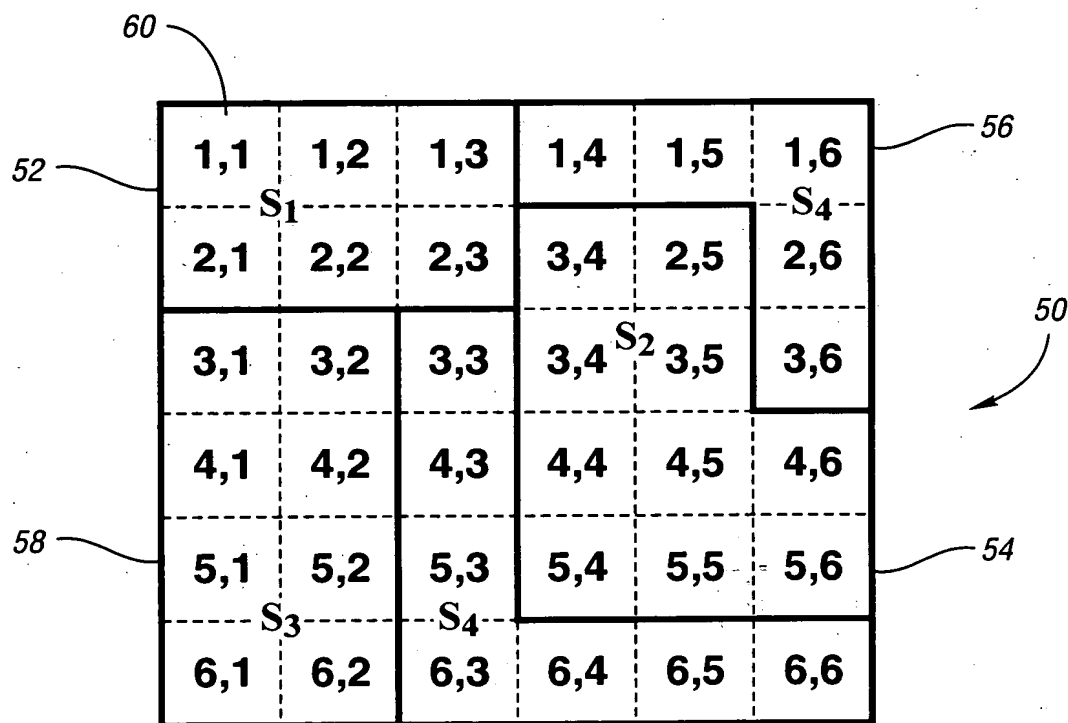 60
52
1,1 1,2 1,3 1,4 1,5 1,6
56
S1 S4
2,1 2,2 2,3 3,4 2,5 2,6
50
3,1 3,2 3,3 3,4 S2 3,5 3,6
4,1 4,2 4,3 4,4 4,5 4,6
58
5,1 5,2 5,3 5,4 5,5 5,6
54
S3 S4
6,1 6,2 6,3 6,4 6,5 6,6